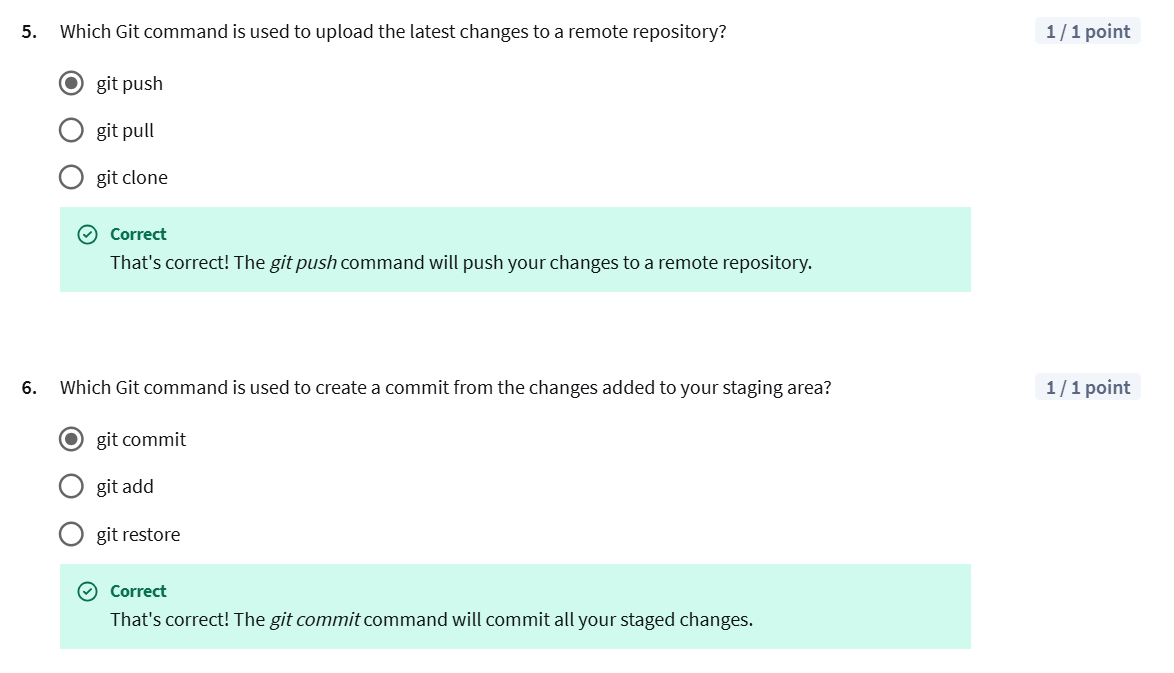 5. Which Git command is used to upload the latest changes to a remote repository? 1 / 1 point
git push
git pull
git clone
Correct
That's correct! The git push command will push your changes to a remote repository.
6. Which Git command is used to create a commit from the changes added to your staging area? 1 / 1 point
git commit
git add
git restore
Correct
That's correct! The git commit command will commit all your staged changes.